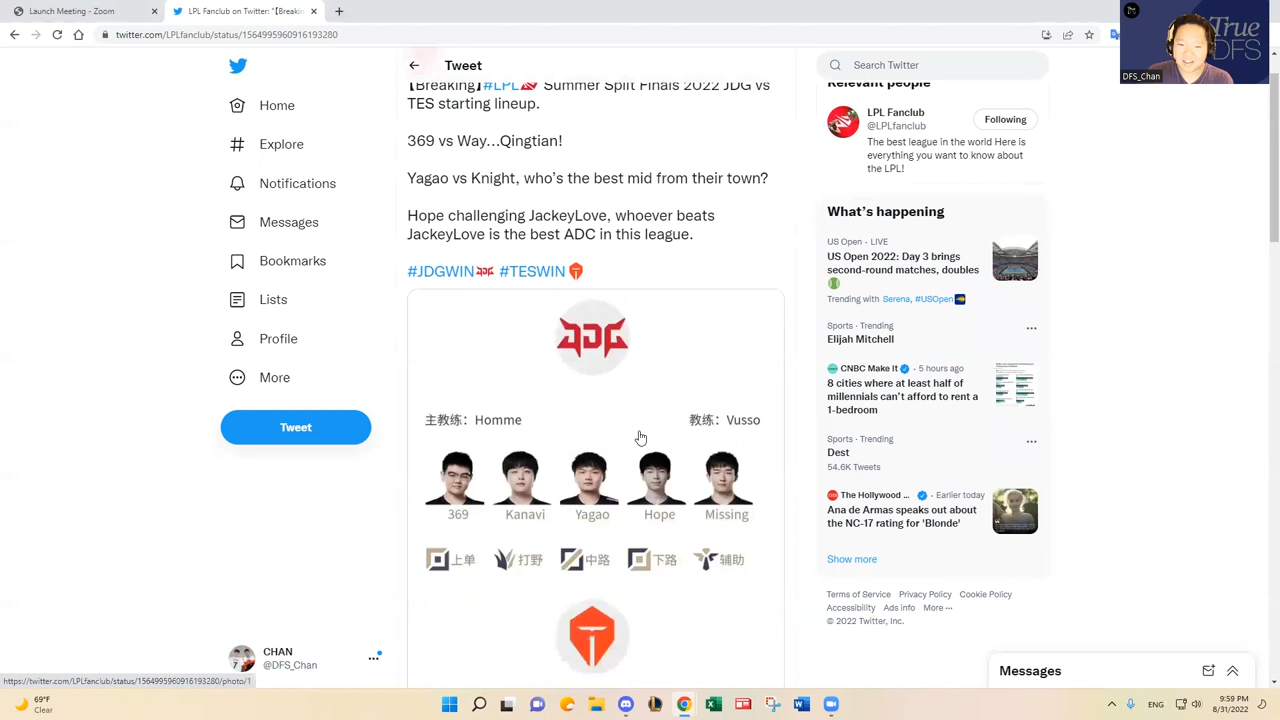 Launch Meeting - Zoom
LPL Fanclub on Twitter: "【Breaki
twitter.com/LPLfanclub/status/1564995960916193280
True
DFS
DFS_Chan
Home
Explore
Notifications
Messages
Bookmarks
Lists
Profile
More
Tweet
CHAN
@DFS_Chan
Tweet
【Breaking】#LPL Summer Split Finals 2022 JDG vs
TES starting lineup.
369 vs Way…Qingtian!
Yagao vs Knight, who's the best mid from their town?
Hope challenging JackeyLove, whoever beats
JackeyLove is the best ADC in this league.
#JDGWIN #TESWIN
JDG
主教练：Homme
教练：Vusso
369 Kanavi Yagao Hope Missing
上单 打野 中路 下路 辅助
Search Twitter
Relevant people
LPL Fanclub
@LPLfanclub
Following
The best league in the world Here is
everything you want to know about
the LPL!
What's happening
US Open · LIVE
US Open 2022: Day 3 brings
second-round matches, doubles
Trending with Serena, #USOpen
Sports · Trending
Elijah Mitchell
CNBC Make It · 5 hours ago
8 cities where at least half of
millennials can't afford to rent a
1-bedroom
Sports · Trending
Dest
54.6K Tweets
The Hollywood ... · Earlier today
Ana de Armas speaks out about
the NC-17 rating for 'Blonde'
Show more
Terms of Service Privacy Policy Cookie Policy
Accessibility Ads info More ···
© 2022 Twitter, Inc.
Messages
https://twitter.com/LPLfanclub/status/1564995960916193280/photo/1
69°F
Clear
ENG
9:59 PM
8/31/2022